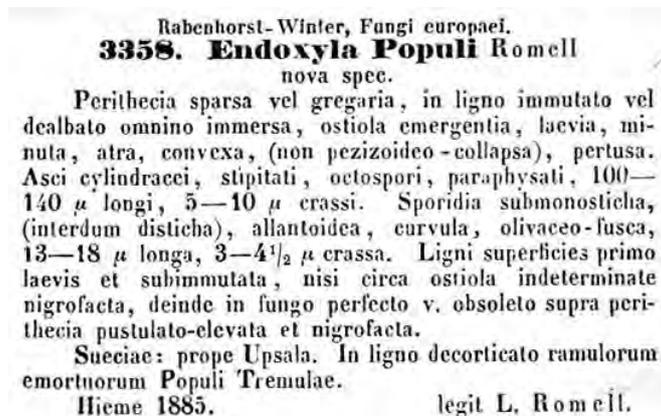 Rabenhorst-Winter, Fungi europaei.
3358. Endoxyla Populi Romell
nova spec.
Perithecia sparsa vel gregaria, in ligno immutato vel
dealbato omnino immersa, ostiola emergentia, laevia, mi-
nuta, atra, convexa, (non pezizoideo-collapsa), pertusa.
Asci cylindracei, stipitati, octospori, paraphysati, 100—
140 µ longi, 5—10 µ crassi. Sporidia submonosticha,
(interdum disticha), allantoidea, curvula, olivaceo-fusca,
13—18 µ longa, 3—4½ µ crassa. Ligni superficies primo
laevis et subimmutata, nisi circa ostiola indeterminate
nigrofacta, deinde in fungo perfecto v. obsoleto supra peri-
thecia pustulato-elevata et nigrofacta.
Sueciae: prope Upsala. In ligno decorticato ramulorum
emortuorum Populi Tremulae.
Hieme 1885. legit L. Romell.